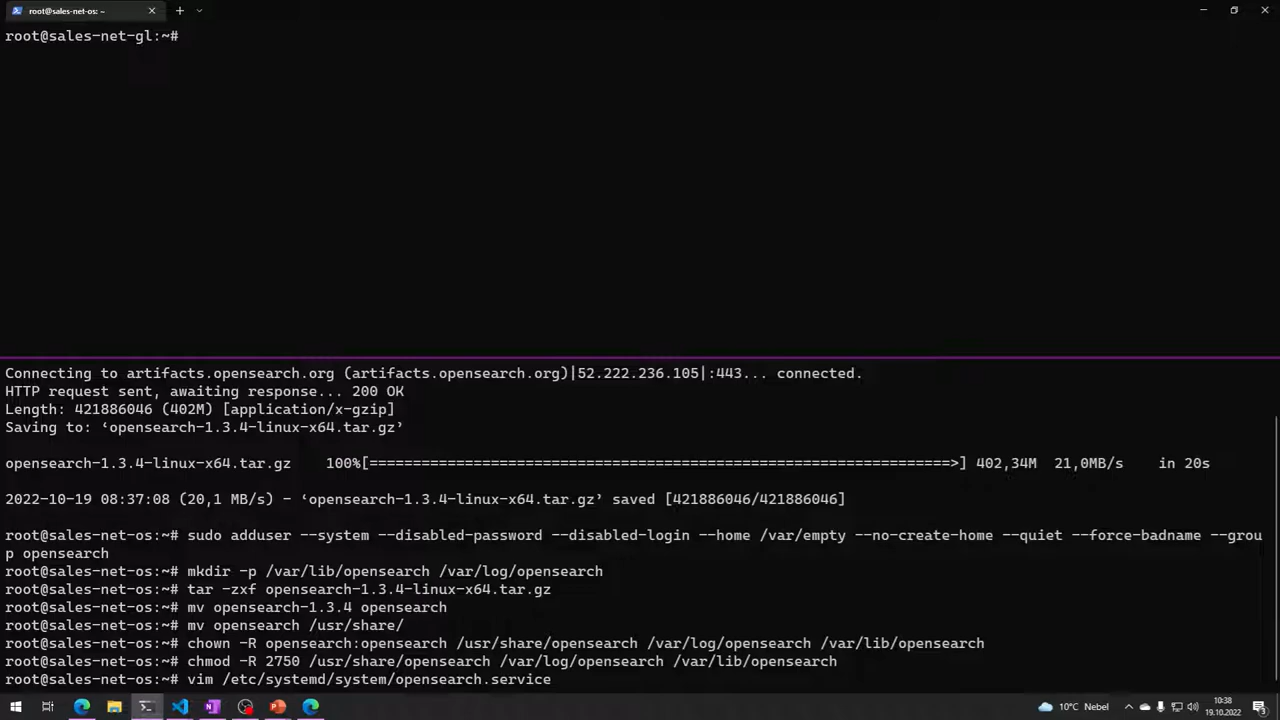 root@sales-net-os: ~
root@sales-net-gl:~#
Connecting to artifacts.opensearch.org (artifacts.opensearch.org)|52.222.236.105|:443... connected.
HTTP request sent, awaiting response... 200 OK
Length: 421886046 (402M) [application/x-gzip]
Saving to: ‘opensearch-1.3.4-linux-x64.tar.gz’
opensearch-1.3.4-linux-x64.tar.gz    100%[===================================================================>] 402,34M  21,0MB/s    in 20s
2022-10-19 08:37:08 (20,1 MB/s) - ‘opensearch-1.3.4-linux-x64.tar.gz’ saved [421886046/421886046]
root@sales-net-os:~# sudo adduser --system --disabled-password --disabled-login --home /var/empty --no-create-home --quiet --force-badname --grou
p opensearch
root@sales-net-os:~# mkdir -p /var/lib/opensearch /var/log/opensearch
root@sales-net-os:~# tar -zxf opensearch-1.3.4-linux-x64.tar.gz
root@sales-net-os:~# mv opensearch-1.3.4 opensearch
root@sales-net-os:~# mv opensearch /usr/share/
root@sales-net-os:~# chown -R opensearch:opensearch /usr/share/opensearch /var/log/opensearch /var/lib/opensearch
root@sales-net-os:~# chmod -R 2750 /usr/share/opensearch /var/log/opensearch /var/lib/opensearch
root@sales-net-os:~# vim /etc/systemd/system/opensearch.service
10°C Nebel
10:38
19.10.2022
3